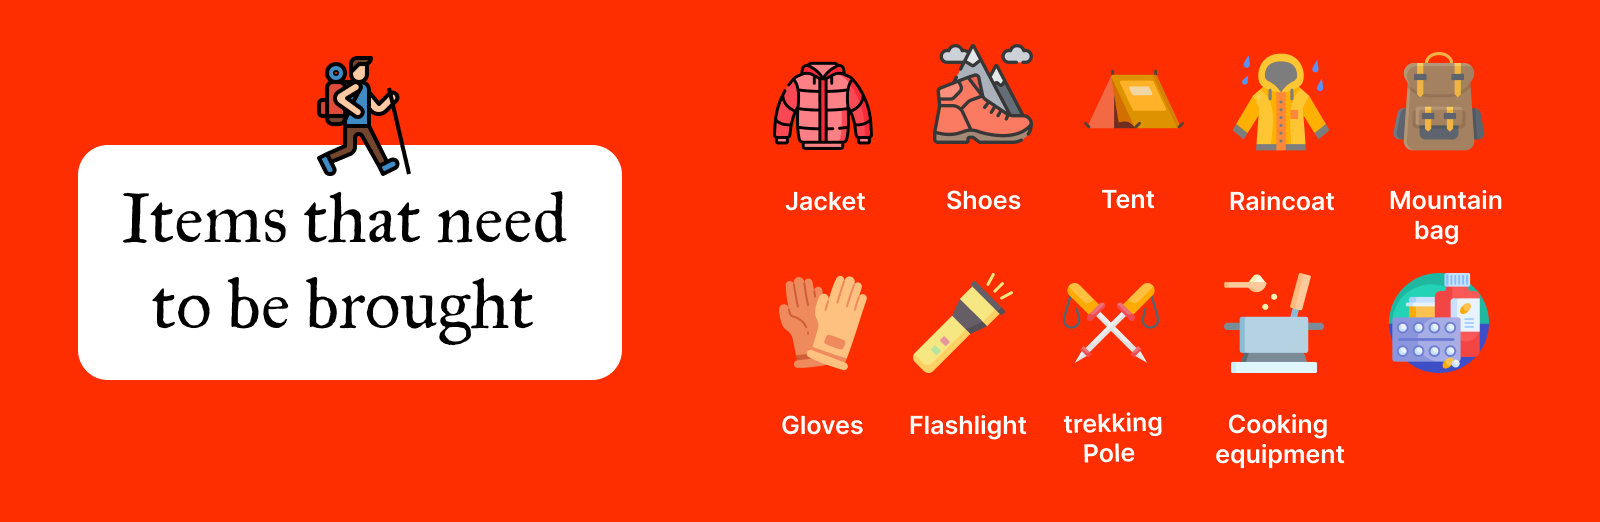 Items that need
to be brought
Jacket
Shoes
Tent
Raincoat
Mountain
bag
Gloves
Flashlight
trekking
Pole
Cooking
equipment